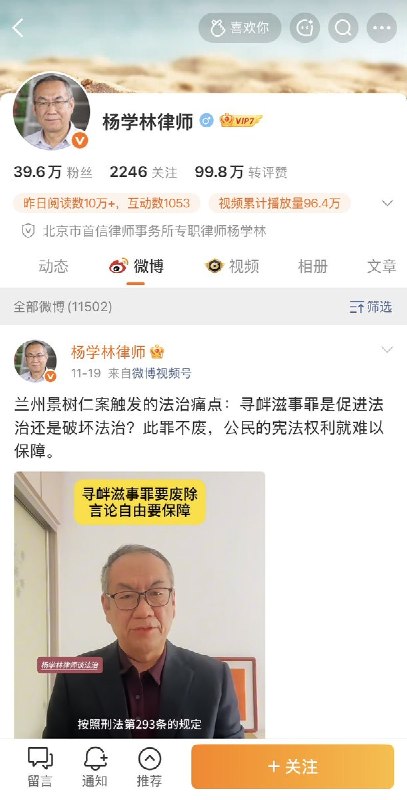 喜欢你
杨学林律师 VIP7
39.6万 粉丝 2246 关注 99.8万 转评赞
昨日阅读数10万+，互动数1053 视频累计播放量96.4万
北京市首信律师事务所专职律师杨学林
动态 微博 视频 相册 文章
全部微博 (11502) 筛选
杨学林律师
11-19 来自微博视频号
兰州景树仁案触发的法治痛点：寻衅滋事罪是促进法
治还是破坏法治？此罪不废，公民的宪法权利就难以
保障。
寻衅滋事罪要废除
言论自由要保障
杨学林律师谈法治
按照刑法第293条的规定
留言 通知 推荐 +关注